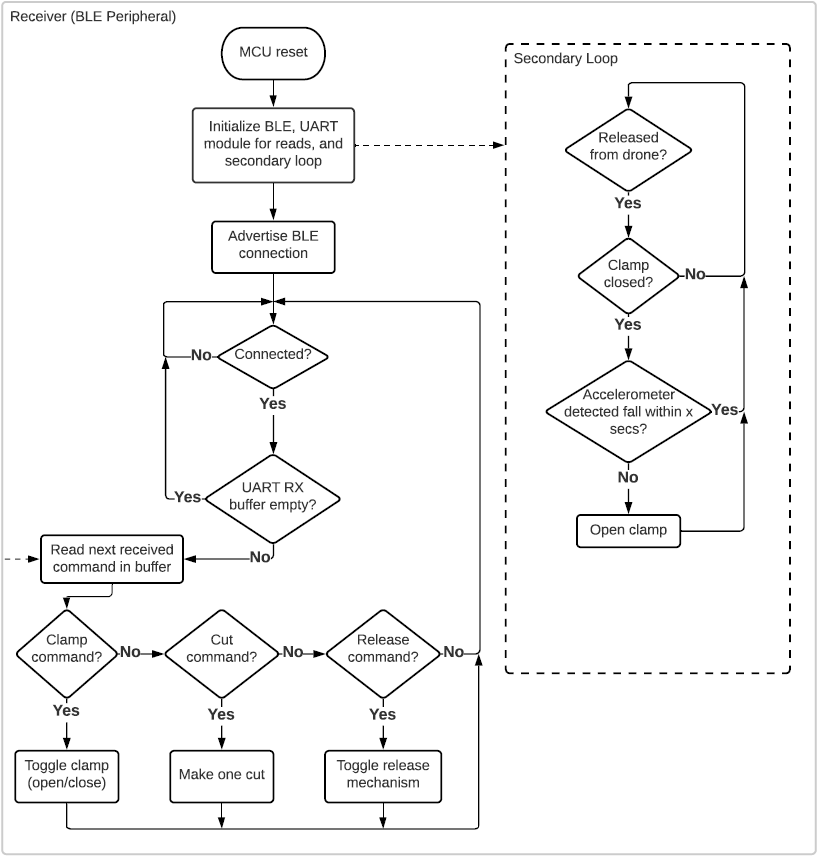 Receiver (BLE Peripheral)
MCU reset
Initialize BLE, UART
module for reads, and
secondary loop
Advertise BLE
connection
Connected?
No
Yes
UART RX
buffer empty?
Yes
No
Read next received
command in buffer
Clamp
command?
No
Cut
command?
No
Release
command?
No
Yes
Yes
Yes
Toggle clamp
(open/close)
Make one cut
Toggle release
mechanism
Secondary Loop
Released
from drone?
Yes
Clamp
closed?
No
Yes
Accelerometer
detected fall within x
secs?
Yes
No
Open clamp